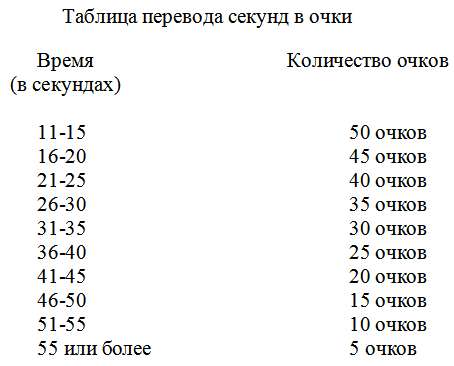 Таблица перевода секунд в очки
Время Количество очков
(в секундах)
11-15 50 очков
16-20 45 очков
21-25 40 очков
26-30 35 очков
31-35 30 очков
36-40 25 очков
41-45 20 очков
46-50 15 очков
51-55 10 очков
55 или более 5 очков